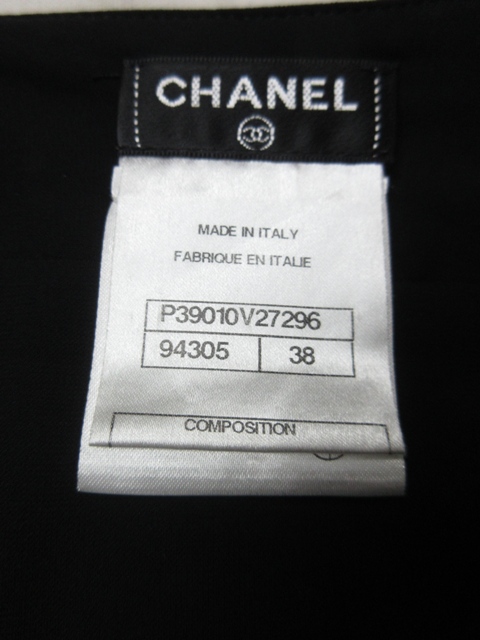 CHANEL
MADE IN ITALY
FABRIQUE EN ITALIE
P39010V27296
94305 38
COMPOSITION